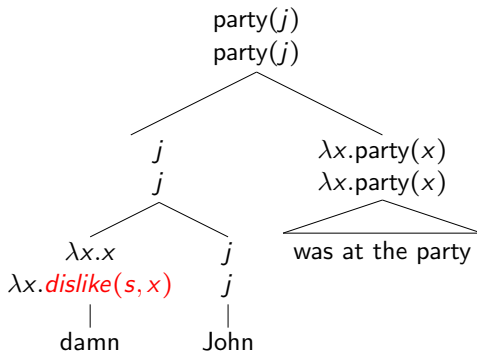 party(j)
party(j)
j
j
λx.party(x)
λx.party(x)
λx.x
λx.dislike(s, x)
j
j
was at the party
damn
John